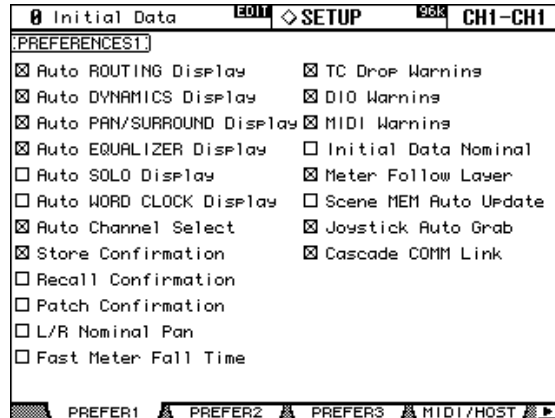 0 Initial Data EDIT ◇SETUP 96K CH1-CH1
PREFERENCES1
☒ Auto ROUTING Display ☒ TC Drop Warning
☒ Auto DYNAMICS Display ☒ DIO Warning
☒ Auto PAN/SURROUND Display ☒ MIDI Warning
☒ Auto EQUALIZER Display ☐ Initial Data Nominal
☐ Auto SOLO Display ☒ Meter Follow Layer
☐ Auto WORD CLOCK Display ☐ Scene MEM Auto Update
☒ Auto Channel Select ☒ Joystick Auto Grab
☒ Store Confirmation ☒ Cascade COMM Link
☐ Recall Confirmation
☐ Patch Confirmation
☐ L/R Nominal Pan
☐ Fast Meter Fall Time
PREFER1 PREFER2 PREFER3 MIDI/HOST